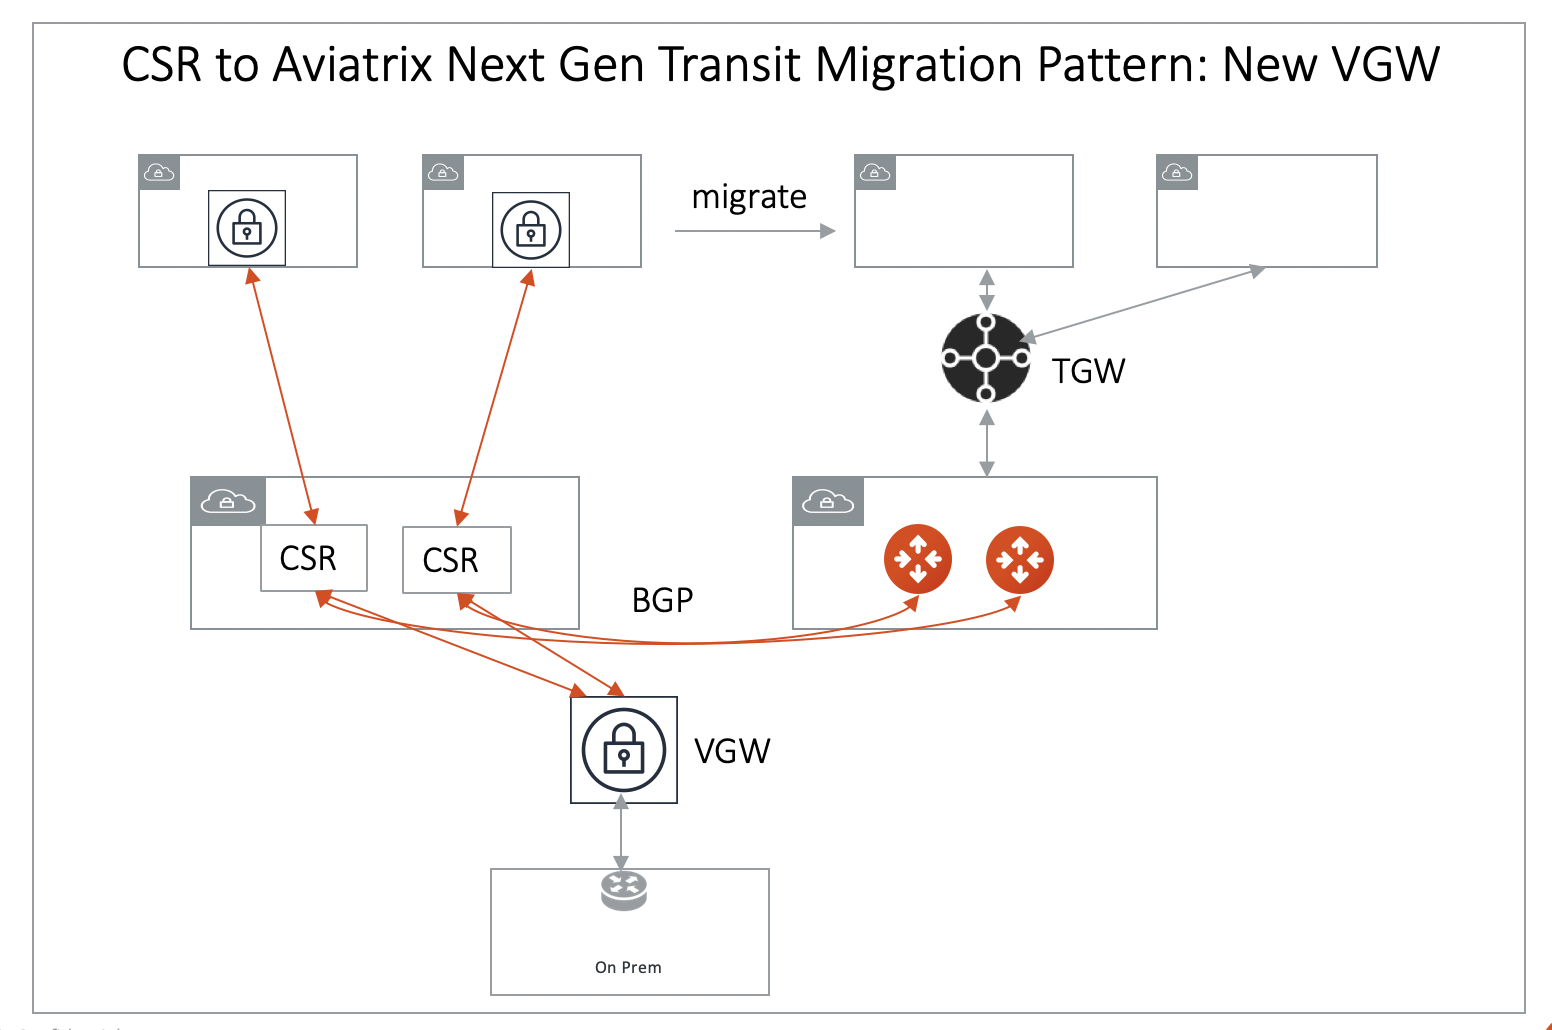 CSR to Aviatrix Next Gen Transit Migration Pattern: New VGW
migrate
TGW
CSR
CSR
BGP
VGW
On Prem